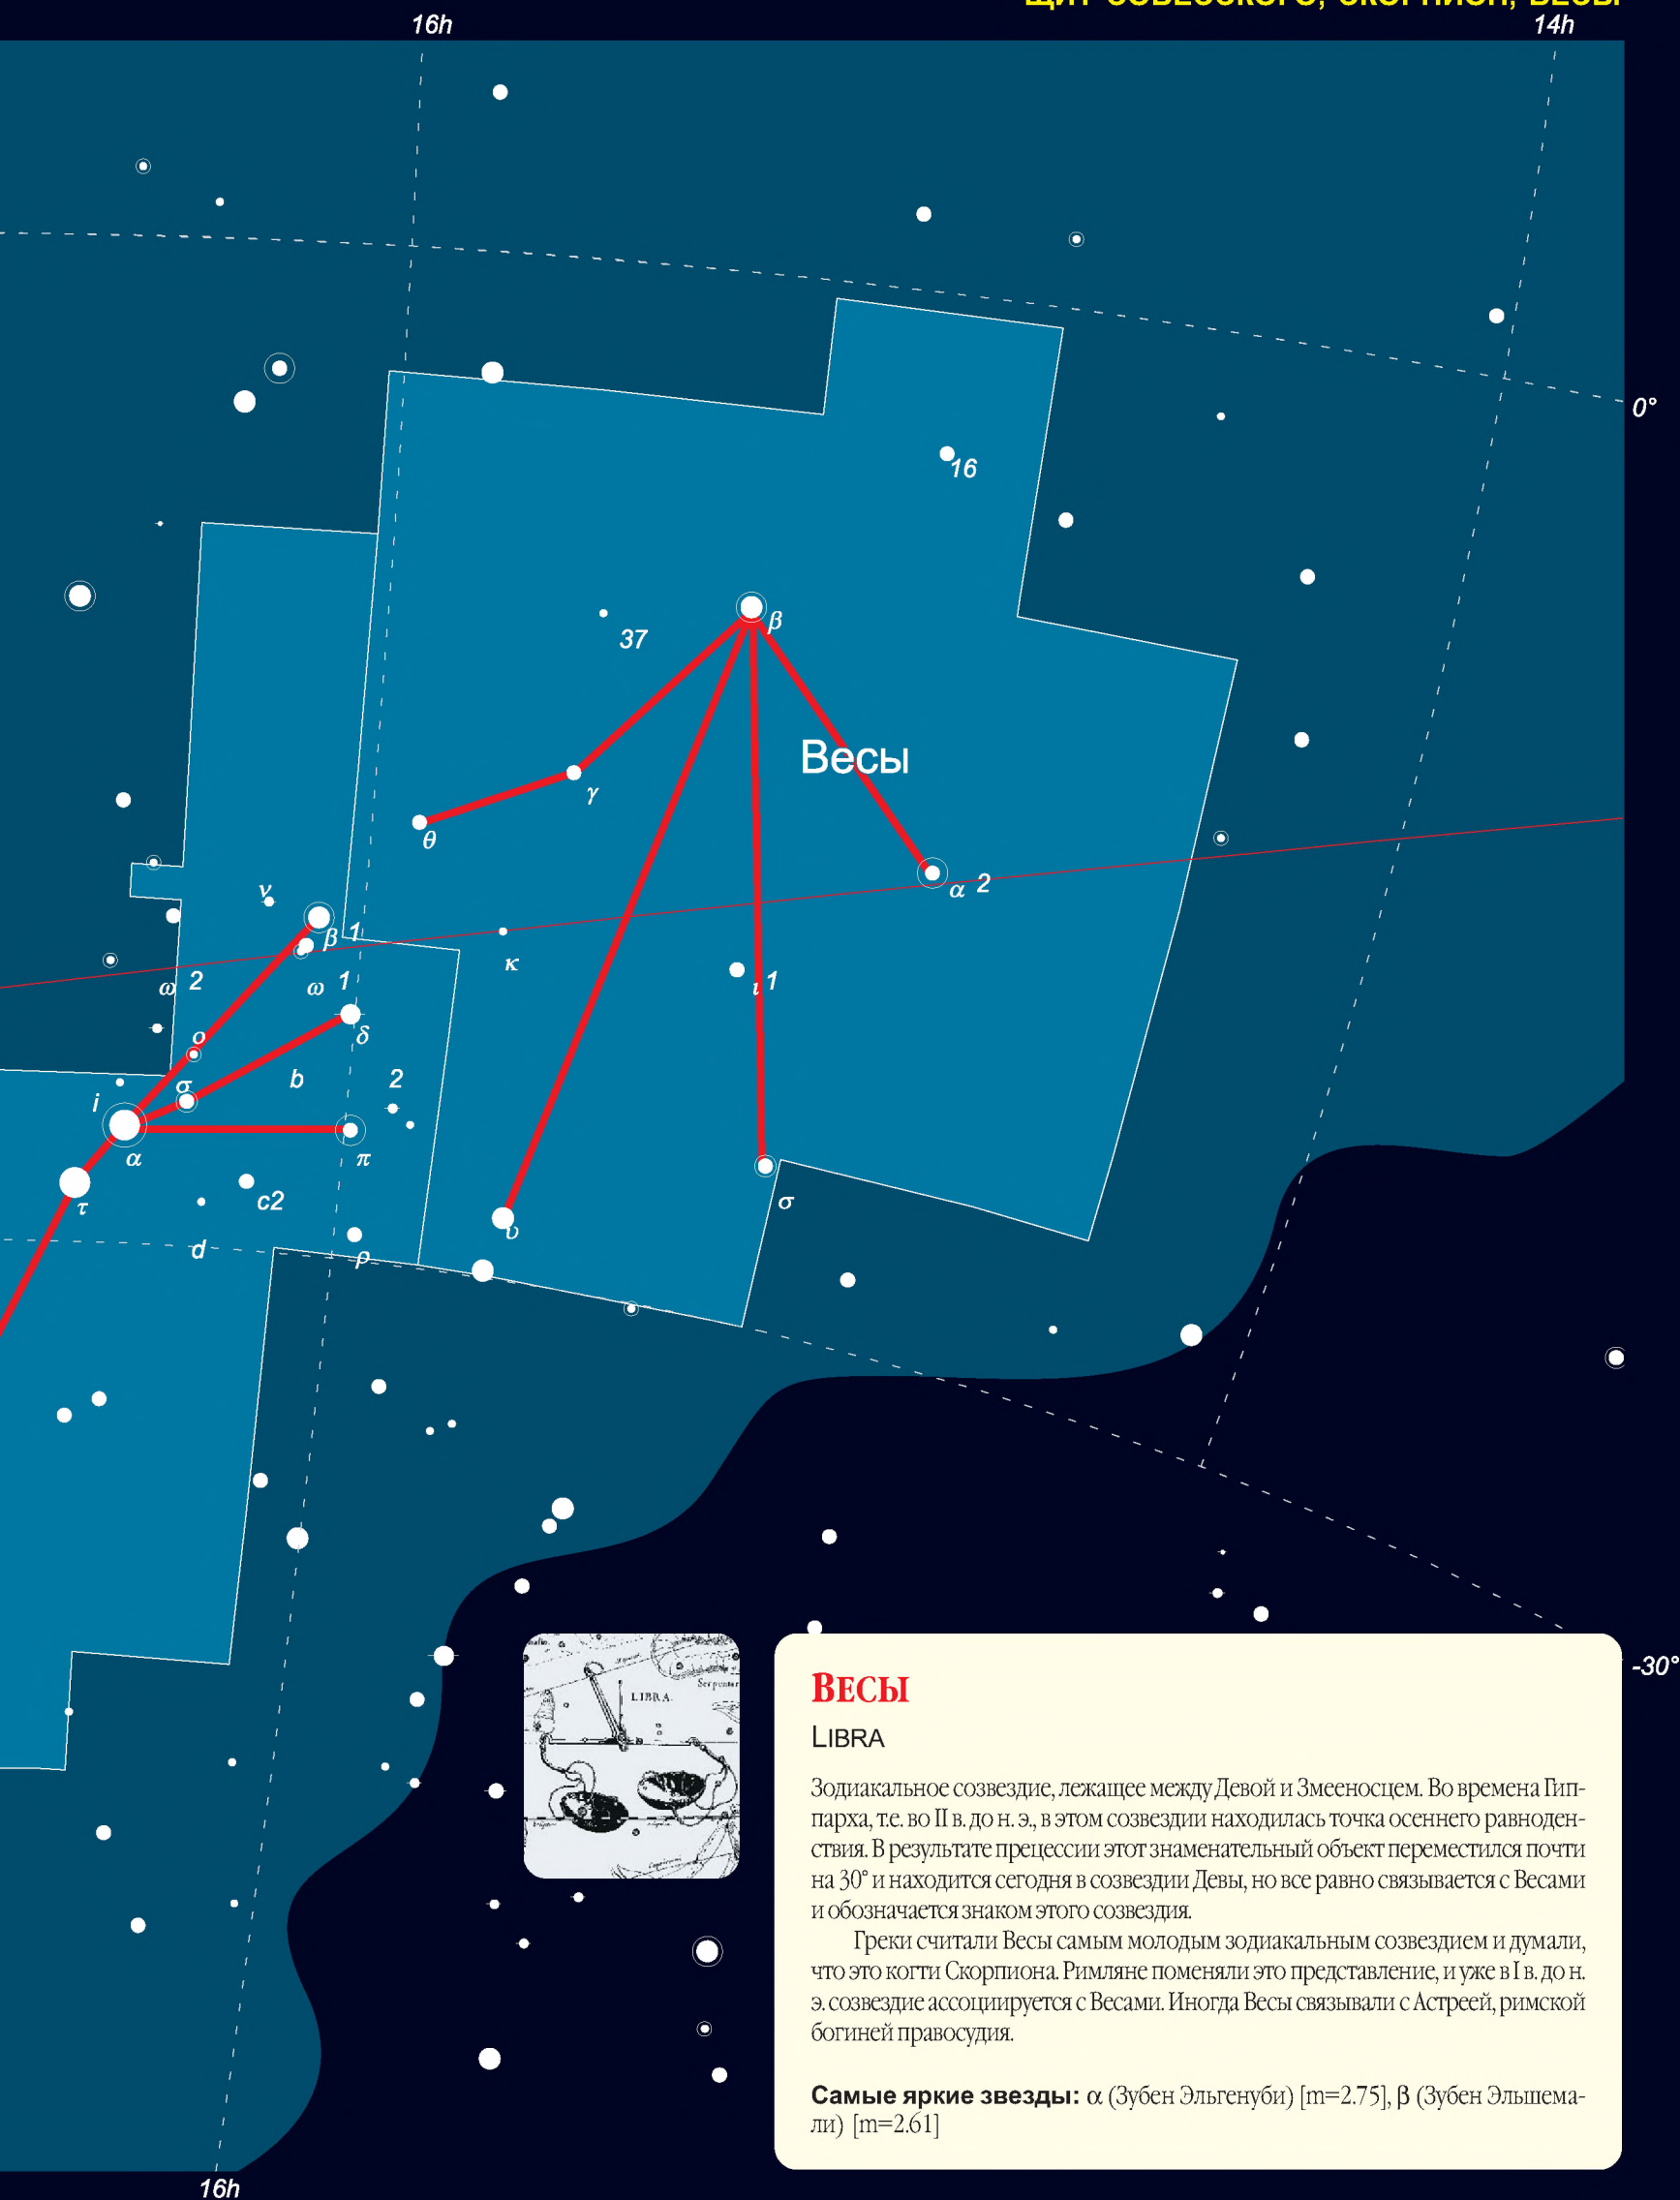 ЩИТ СОБЕССКОГО, СКОРПИОН, ВЕСЫ
16h
14h
0°
16
β
37
Весы
γ
θ
α 2
ν
β 1
κ
ι 1
ω 2
ω 1
ο
δ
σ
b
2
i
α
π
τ
c2
σ
υ
d
ρ
LIBRA.
-30°
ВЕСЫ
LIBRA
Зодиакальное созвездие, лежащее между Девой и Змееносцем. Во времена Гип-
парха, т.е. во II в. до н. э., в этом созвездии находилась точка осеннего равноден-
ствия. В результате прецессии этот знаменательный объект переместился почти
на 30° и находится сегодня в созвездии Девы, но все равно связывается с Весами
и обозначается знаком этого созвездия.
Греки считали Весы самым молодым зодиакальным созвездием и думали,
что это когти Скорпиона. Римляне поменяли это представление, и уже в I в. до н.
э. созвездие ассоциируется с Весами. Иногда Весы связывали с Астреей, римской
богиней правосудия.
Самые яркие звезды: α (Зубен Эльгенуби) [m=2.75], β (Зубен Эльшема-
ли) [m=2.61]
16h